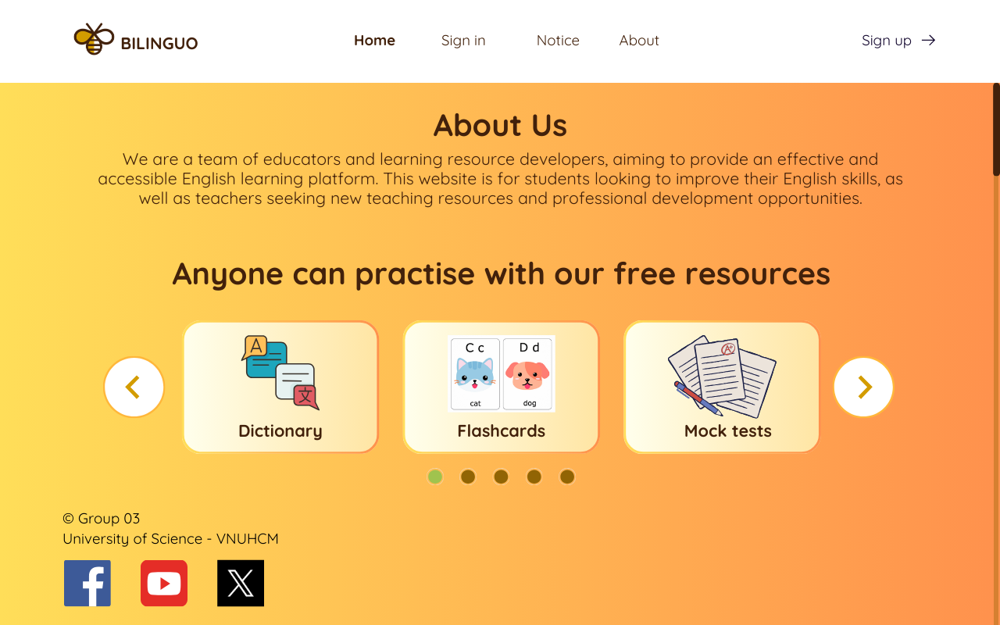 BILINGUO
Home
Sign in
Notice
About
Sign up
About Us
We are a team of educators and learning resource developers, aiming to provide an effective and
accessible English learning platform. This website is for students looking to improve their English skills, as
well as teachers seeking new teaching resources and professional development opportunities.
Anyone can practise with our free resources
A
文
Dictionary
C c
cat
D d
dog
Flashcards
A+
Mock tests
© Group 03
University of Science - VNUHCM